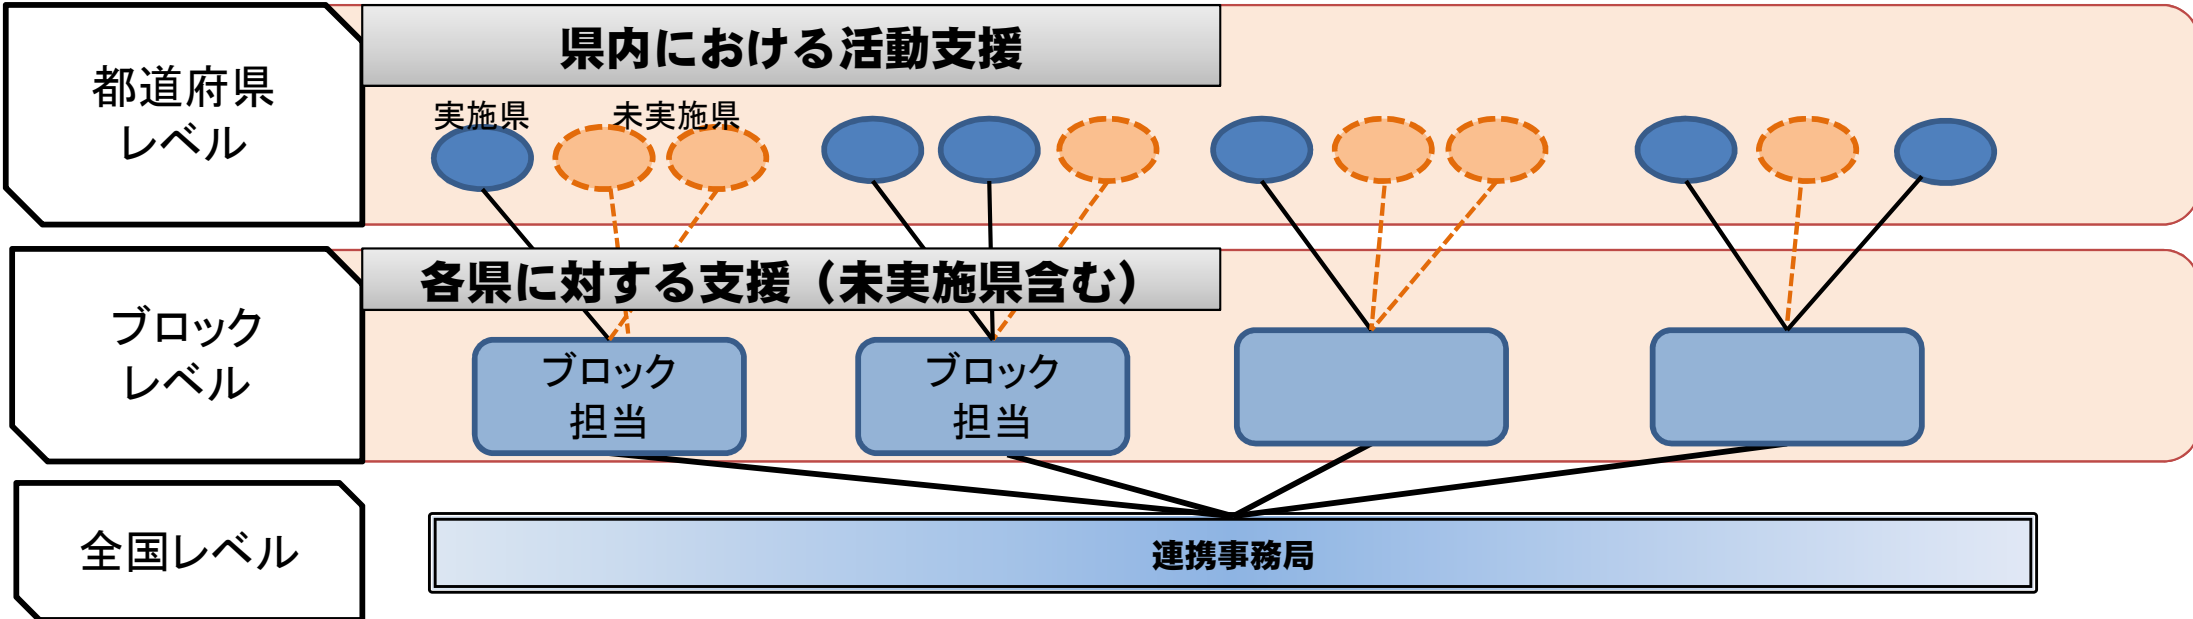 県内における活動支援
都道府県
レベル
実施県
未実施県
各県に対する支援（未実施県含む）
ブロック
レベル
ブロック
担当
ブロック
担当
全国レベル
連携事務局